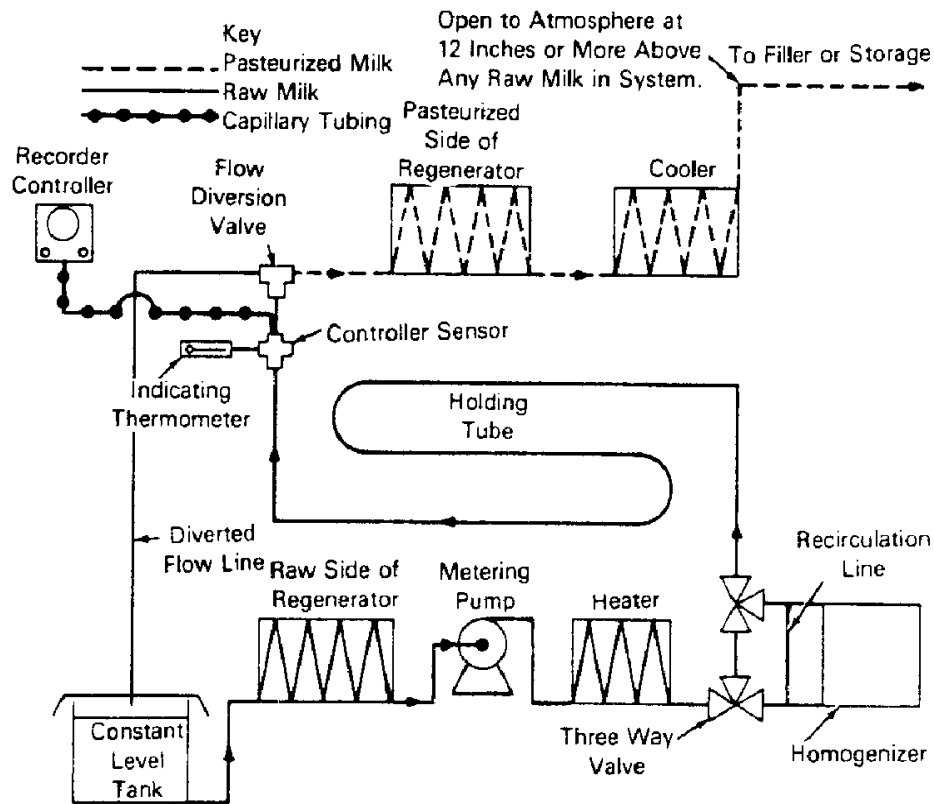 Key
Pasteurized Milk
Raw Milk
Capillary Tubing
Open to Atmosphere at
12 Inches or More Above
Any Raw Milk in System.
To Filler or Storage
Recorder
Controller
Flow
Diversion
Valve
Pasteurized
Side of
Regenerator
Cooler
Controller Sensor
Indicating
Thermometer
Holding
Tube
Diverted
Flow Line
Raw Side of
Regenerator
Metering
Pump
Heater
Recirculation
Line
Constant
Level
Tank
Three Way
Valve
Homogenizer